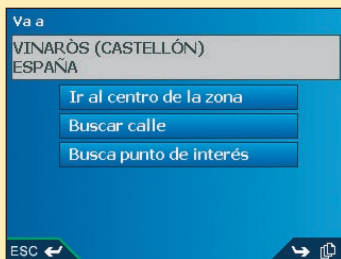 Va a
VINARÒS (CASTELLÓN)
ESPAÑA
Ir al centro de la zona
Buscar calle
Busca punto de interés
ESC